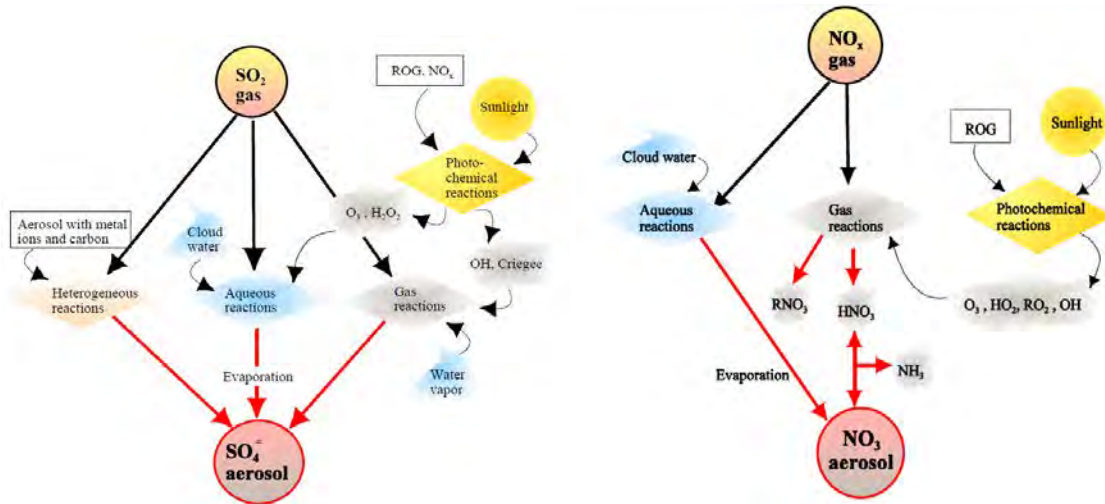 SO₂
gas
ROG, NOₓ
Sunlight
Photo-
chemical
reactions
O₃ , H₂O₂
Aerosol with metal
ions and carbon
Cloud
water
OH, Criegee
Heterogeneous
reactions
Aqueous
reactions
Gas reactions
Evaporation
Water
vapor
SO₄⁼
aerosol
NOₓ
gas
ROG
Sunlight
Cloud water
Aqueous
reactions
Gas
reactions
Photochemical
reactions
RNO₃
HNO₃
O₃ , HO₂, RO₂ , OH
Evaporation
NH₃
NO₃
aerosol